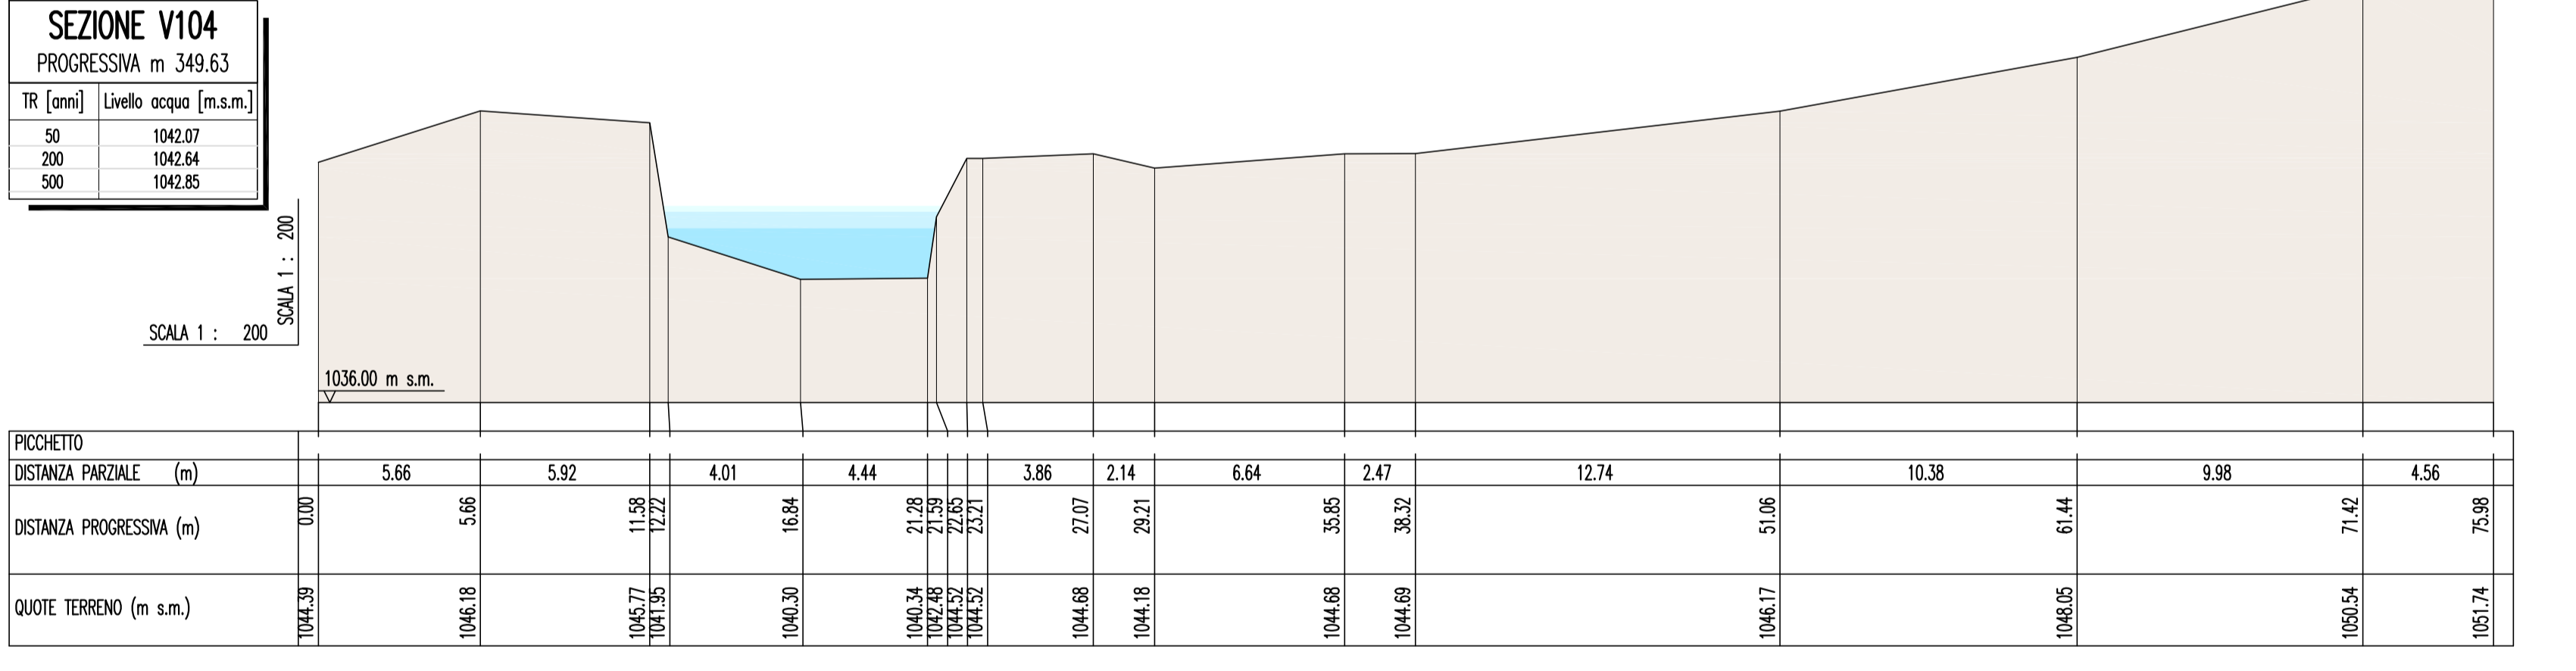 SEZIONE V104
PROGRESSIVA m 349.63
TR [anni] Livello acqua [m.s.m.]
50 1042.07
200 1042.64
500 1042.85
SCALA 1 : 200
SCALA 1 : 200
1036.00 m s.m.
PICCHETTO
DISTANZA PARZIALE (m) 5.66 5.92 4.01 4.44 3.86 2.14 6.64 2.47 12.74 10.38 9.98 4.56
DISTANZA PROGRESSIVA (m) 0.00 5.66 11.58 12.22 16.84 21.28 21.59 22.65 23.21 27.07 29.21 35.85 38.32 51.06 61.44 71.42 75.98
QUOTE TERRENO (m s.m.) 1044.39 1046.18 1045.77 1041.95 1040.30 1040.34 1042.48 1044.52 1044.52 1044.68 1044.18 1044.68 1044.69 1046.17 1048.05 1050.54 1051.74